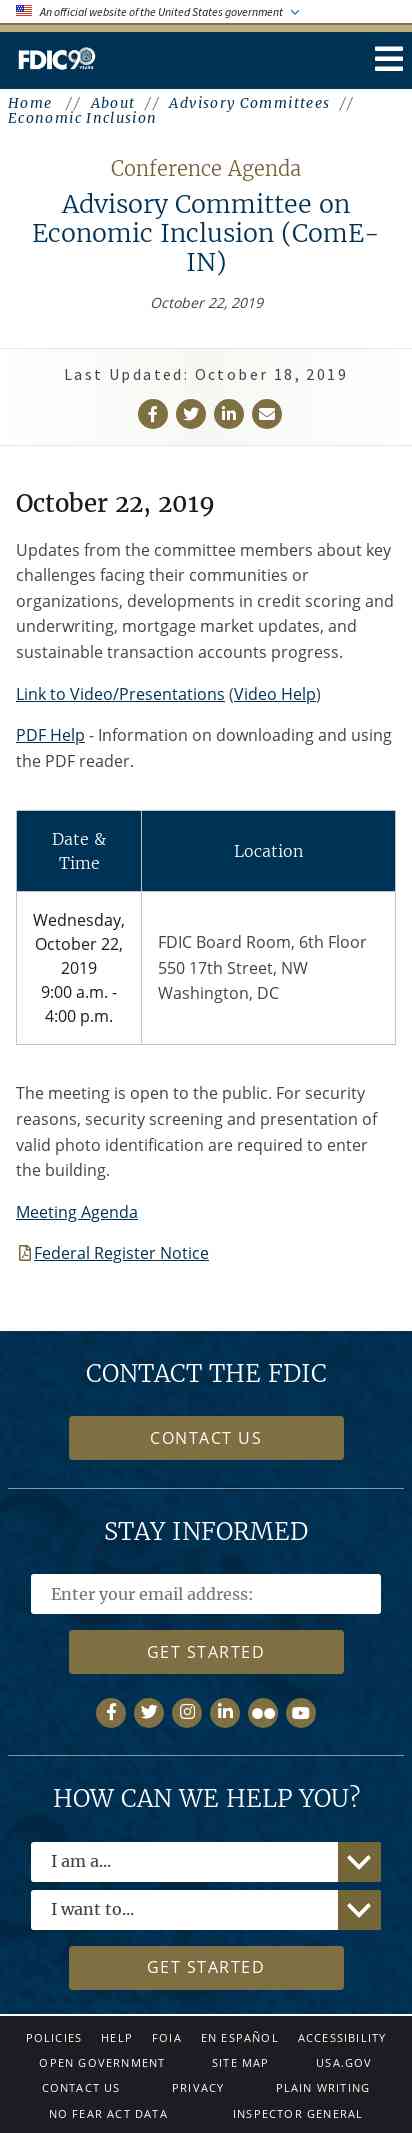 An official website of the United States government
FDIC 90 YEARS
Home // About // Advisory Committees //
Economic Inclusion
Conference Agenda
Advisory Committee on
Economic Inclusion (ComE-
IN)
October 22, 2019
Last Updated: October 18, 2019
October 22, 2019
Updates from the committee members about key
challenges facing their communities or
organizations, developments in credit scoring and
underwriting, mortgage market updates, and
sustainable transaction accounts progress.
Link to Video/Presentations (Video Help)
PDF Help - Information on downloading and using
the PDF reader.
Date &
Time
Location
Wednesday,
October 22,
2019
9:00 a.m. -
4:00 p.m.
FDIC Board Room, 6th Floor
550 17th Street, NW
Washington, DC
The meeting is open to the public. For security
reasons, security screening and presentation of
valid photo identification are required to enter
the building.
Meeting Agenda
Federal Register Notice
CONTACT THE FDIC
CONTACT US
STAY INFORMED
Enter your email address:
GET STARTED
HOW CAN WE HELP YOU?
I am a...
I want to...
GET STARTED
POLICIES HELP FOIA EN ESPAÑOL ACCESSIBILITY
OPEN GOVERNMENT SITE MAP USA.GOV
CONTACT US PRIVACY PLAIN WRITING
NO FEAR ACT DATA INSPECTOR GENERAL